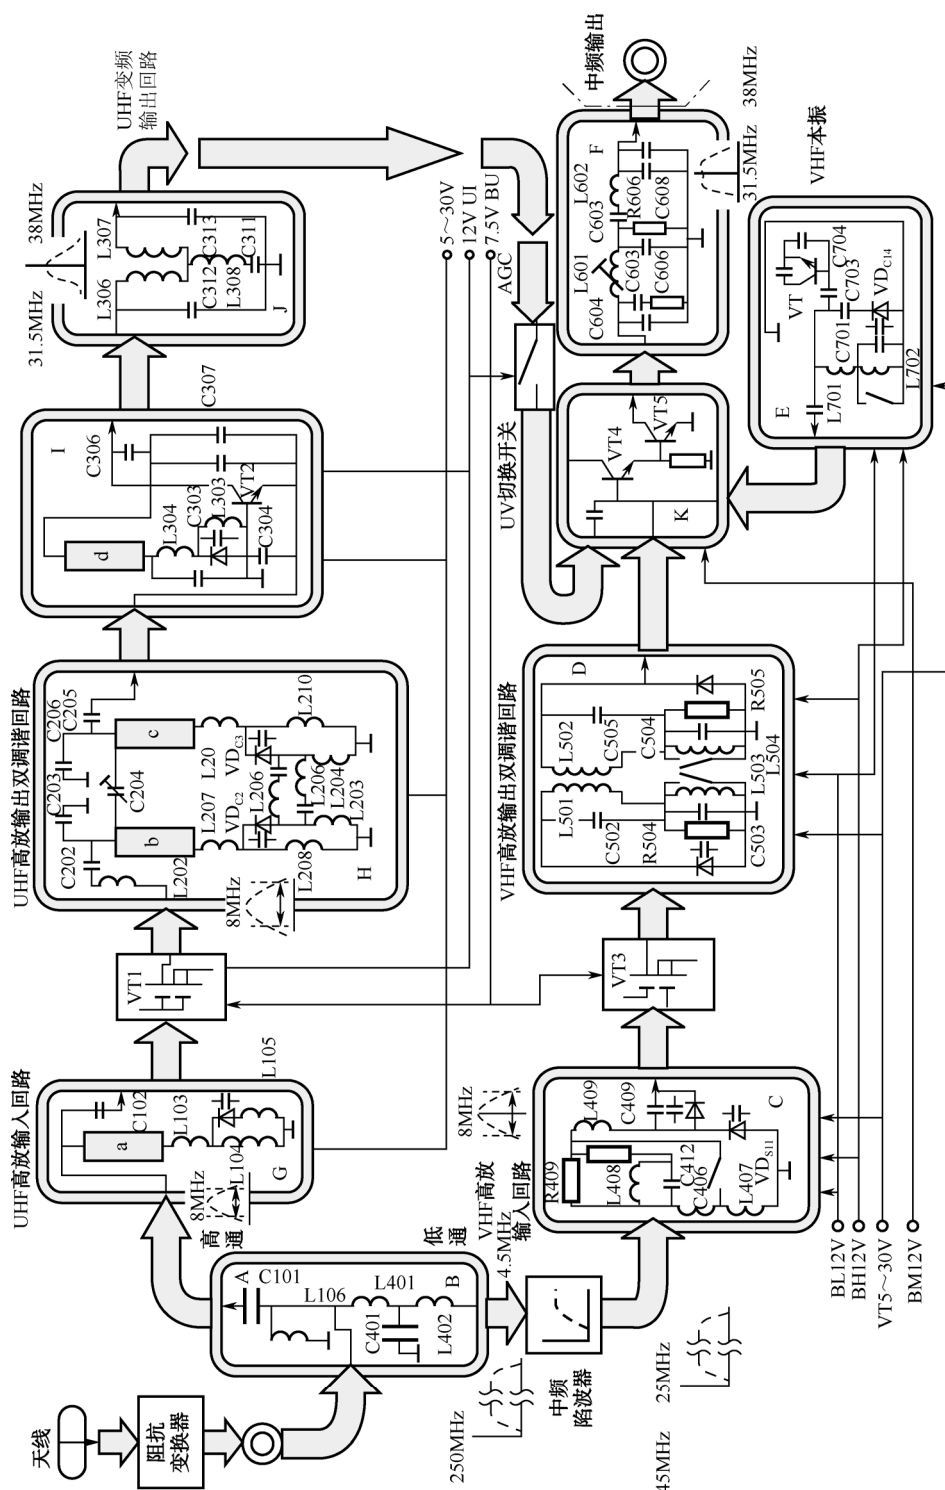 天线
阻抗
变换器
A
C101
L106
L401
C401
L402
B
高
通
低
通
250MHz
中频
陷波器
45MHz
25MHz
4.5MHz
UHF高放输入回路
a
C102
L103
L104
L105
G
8MHz
VT1
UHF高放输出双调谐回路
C202
C203
C206
C205
C204
b
c
L202
L207
L20
VD_C2
VD_C3
L206
L206
L204
L203
L208
L210
H
8MHz
I
C306
C307
d
L304
C303
L303
VT2
C304
31.5MHz
38MHz
L306
L307
C312
C313
L308
C311
J
UHF变频
输出回路
5～30V
12V UI
7.5V BU
AGC
UV切换开关
VHF高放
输入回路
8MHz
R409
L409
C409
L408
C412
C406
L407
VD_S11
C
VT3
VHF高放输出双调谐回路
L501
L502
C502
C505
R504
C504
C503
L503
L504
R505
D
VT4
VT5
K
C604
L601
C603
C603
L602
C606
R606
C608
F
中频输出
38MHz
31.5MHz
VHF本振
E
VT
C704
C703
C701
L701
VD_C14
L702
BL12V
BH12V
VT5～30V
BM12V